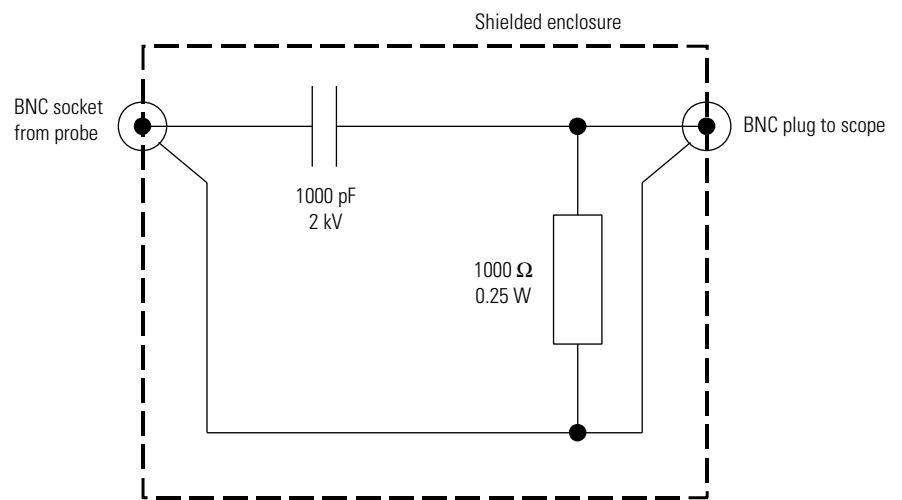 Shielded enclosure
BNC socket
from probe
BNC plug to scope
1000 pF
2 kV
1000 Ω
0.25 W